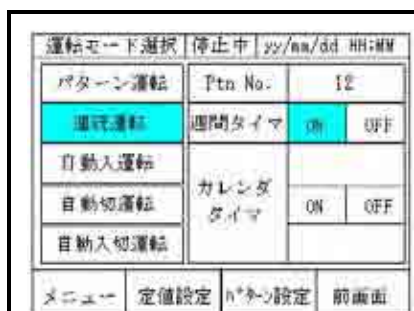 運転モード選択 停止中 yy/mm/dd HH:MM
パターン運転 Ptn No. 12
連続運転 週間タイマ ON OFF
自動入運転
自動切運転 カレンダタイマ ON OFF
自動入切運転
メニュー 定値設定 ﾊﾟﾀｰﾝ設定 前画面